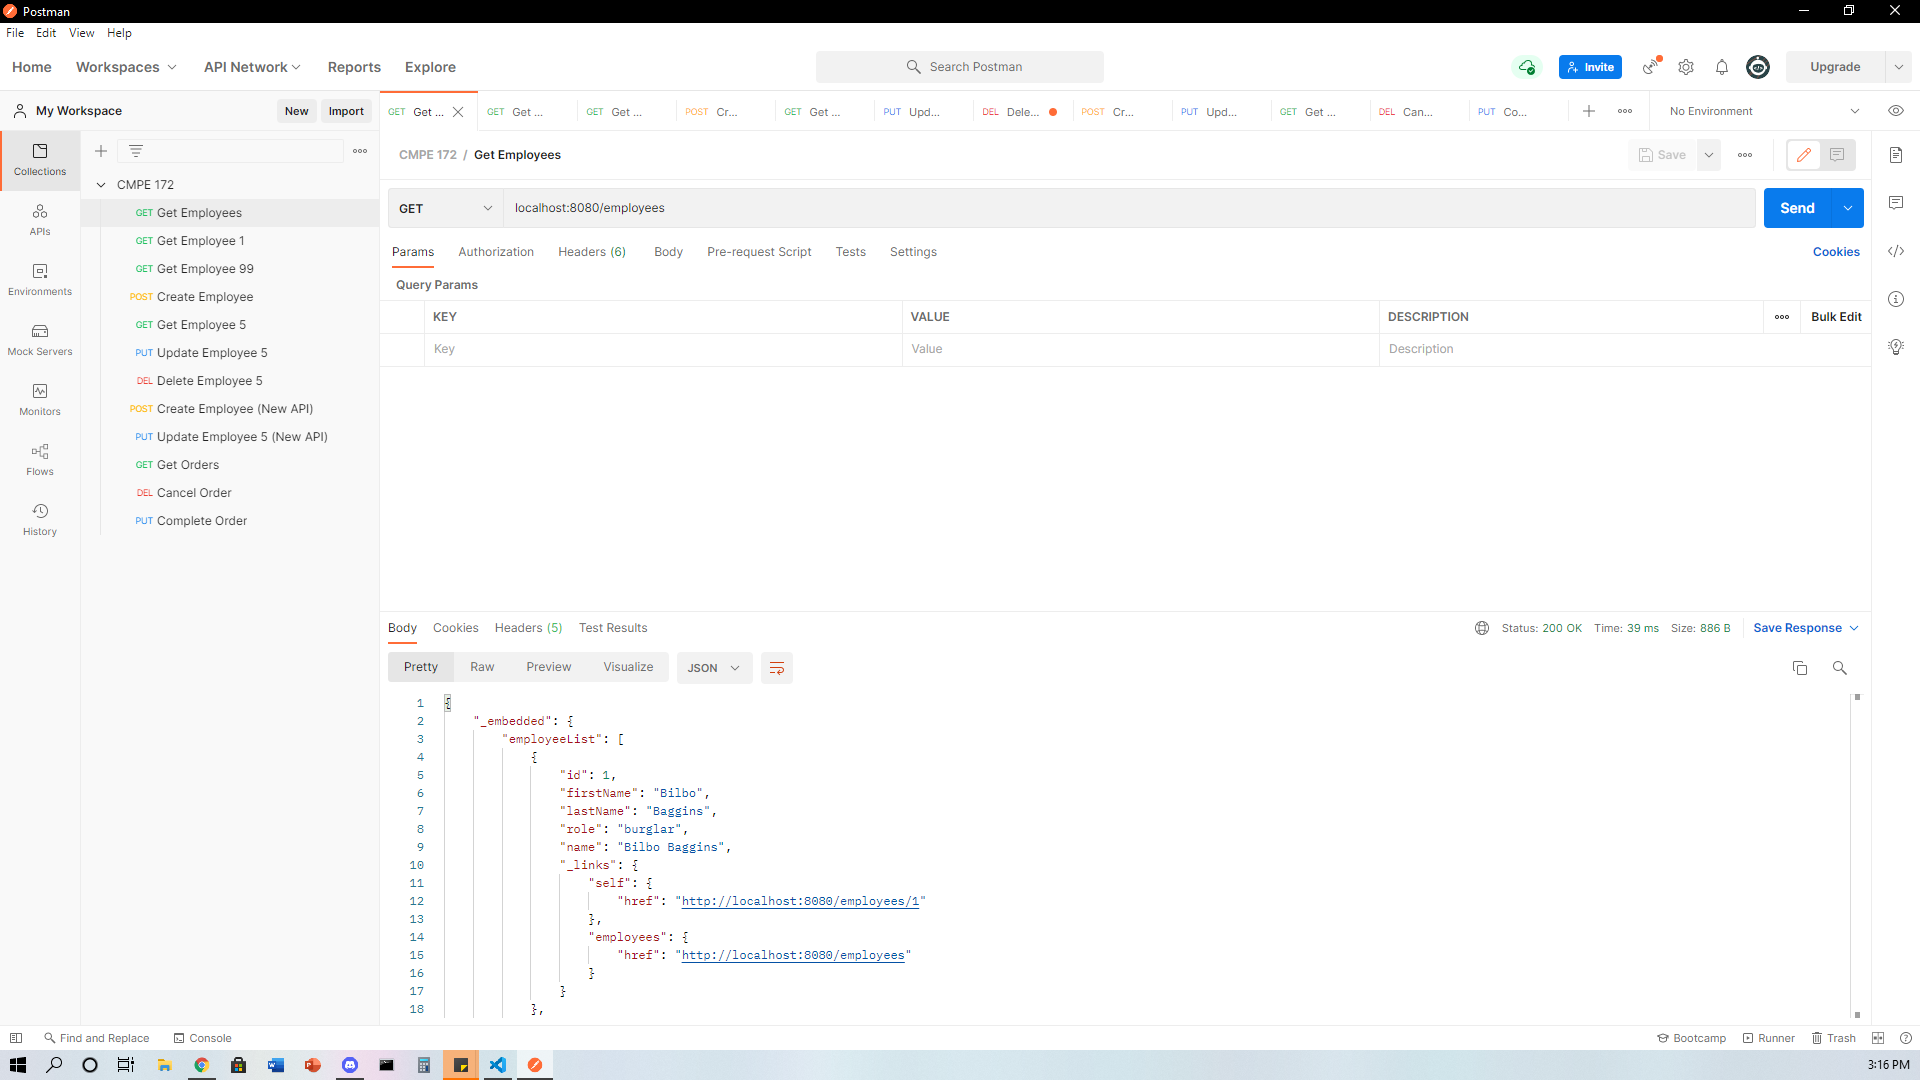 Postman
File Edit View Help
Home Workspaces API Network Reports Explore Search Postman Invite Upgrade
My Workspace New Import
GET Get ... GET Get ... GET Get ... POST Cr... GET Get ... PUT Upd... DEL Dele... POST Cr... PUT Upd... GET Get ... DEL Can... PUT Co... No Environment
Collections
APIs
Environments
Mock Servers
Monitors
Flows
History
CMPE 172
GET Get Employees
GET Get Employee 1
GET Get Employee 99
POST Create Employee
GET Get Employee 5
PUT Update Employee 5
DEL Delete Employee 5
POST Create Employee (New API)
PUT Update Employee 5 (New API)
GET Get Orders
DEL Cancel Order
PUT Complete Order
CMPE 172 / Get Employees Save
GET localhost:8080/employees Send
Params Authorization Headers (6) Body Pre-request Script Tests Settings Cookies
Query Params
KEY VALUE DESCRIPTION Bulk Edit
Key Value Description
Body Cookies Headers (5) Test Results Status: 200 OK Time: 39 ms Size: 886 B Save Response
Pretty Raw Preview Visualize JSON
1 {
2 "_embedded": {
3 "employeeList": [
4 {
5 "id": 1,
6 "firstName": "Bilbo",
7 "lastName": "Baggins",
8 "role": "burglar",
9 "name": "Bilbo Baggins",
10 "_links": {
11 "self": {
12 "href": "http://localhost:8080/employees/1"
13 },
14 "employees": {
15 "href": "http://localhost:8080/employees"
16 }
17 }
18 },
Find and Replace Console Bootcamp Runner Trash
3:16 PM